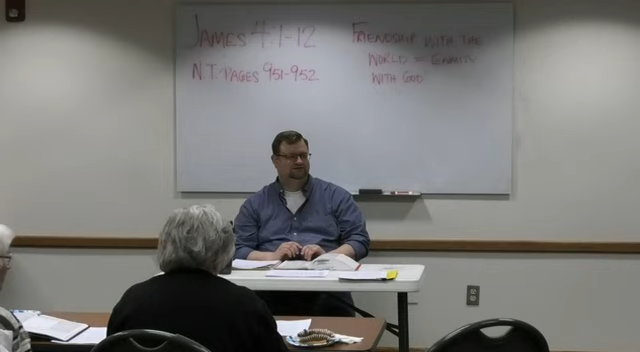 JAMES 4:1-12
N.T. PAGES 951-952
FRIENDSHIP WITH THE
WORLD = ENMITY
WITH GOD